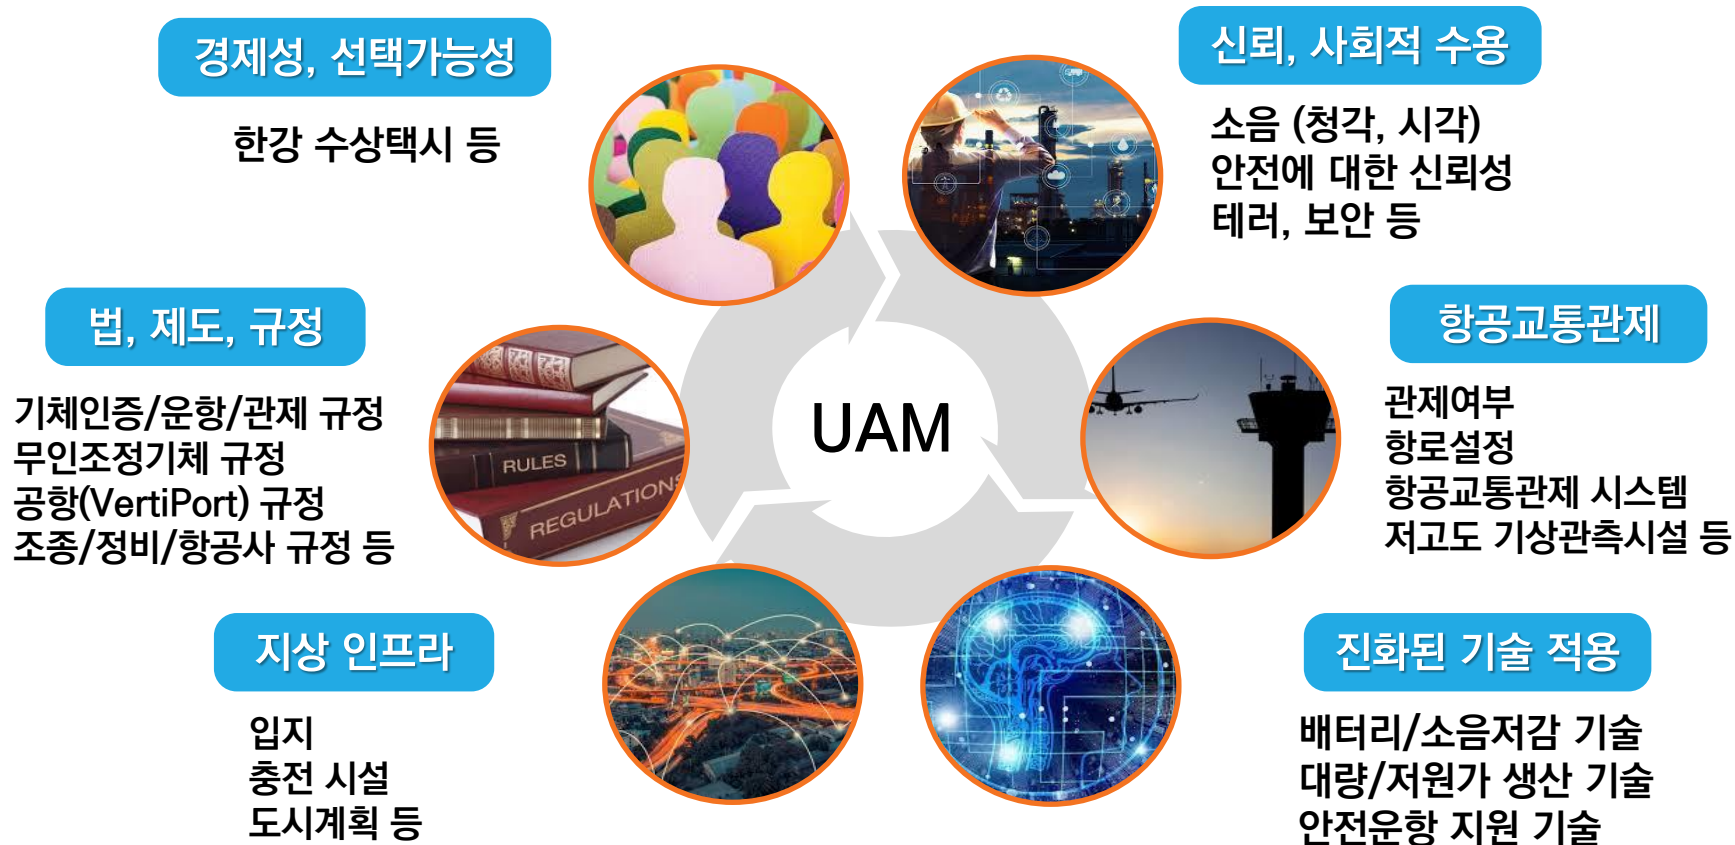 경제성, 선택가능성
한강 수상택시 등
신뢰, 사회적 수용
소음 (청각, 시각)
안전에 대한 신뢰성
테러, 보안 등
법, 제도, 규정
기체인증/운항/관제 규정
무인조정기체 규정
공항(VertiPort) 규정
조종/정비/항공사 규정 등
RULES
REGULATIONS
UAM
항공교통관제
관제여부
항로설정
항공교통관제 시스템
저고도 기상관측시설 등
지상 인프라
입지
충전 시설
도시계획 등
진화된 기술 적용
배터리/소음저감 기술
대량/저원가 생산 기술
안전운항 지원 기술